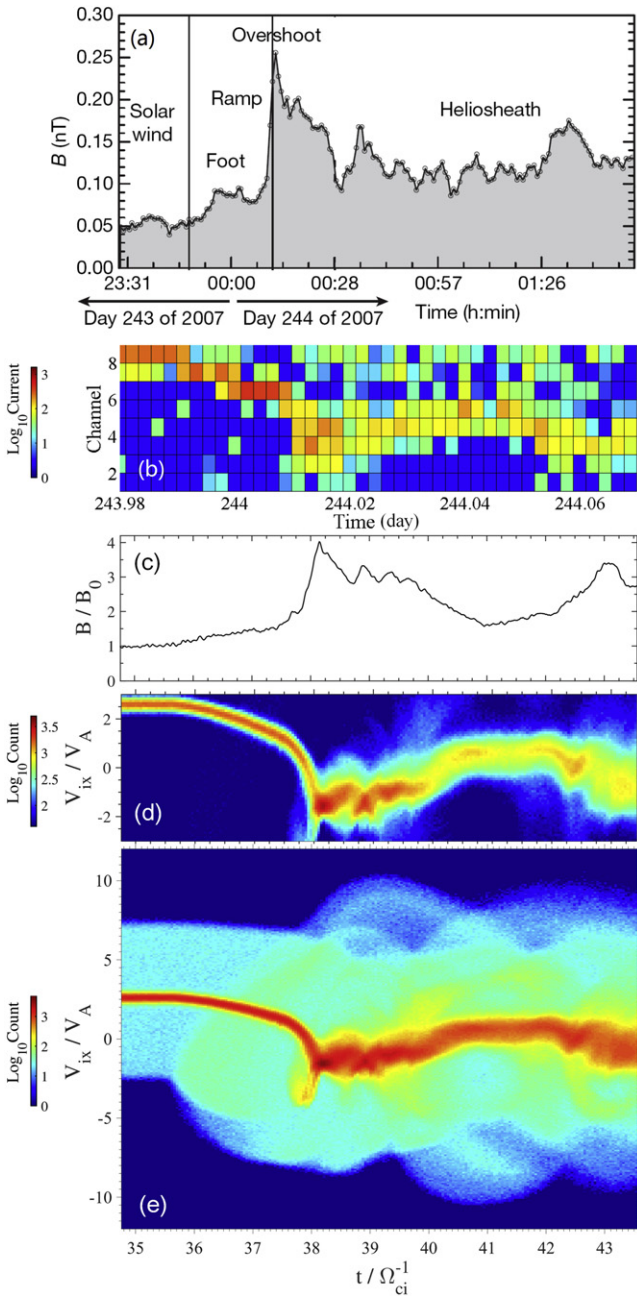 (a)
Overshoot
0.30
0.25
0.20
0.15
0.10
0.05
0.00
B (nT)
Solar
wind
Ramp
Foot
Heliosheath
23:31 00:00 00:28 00:57 01:26
Day 243 of 2007 Day 244 of 2007
Time (h:min)
3
2
1
0
Log10Current
8
6
4
2
Channel
(b)
243.98 244 244.02 244.04 244.06
Time (day)
(c)
4
3
2
1
0
B / B0
3.5
3
2.5
2
Log10Count
2
0
-2
Vix / VA
(d)
3
2
1
0
Log10Count
10
5
0
-5
-10
Vix / VA
(e)
35 36 37 38 39 40 41 42 43
t / Ωci-1